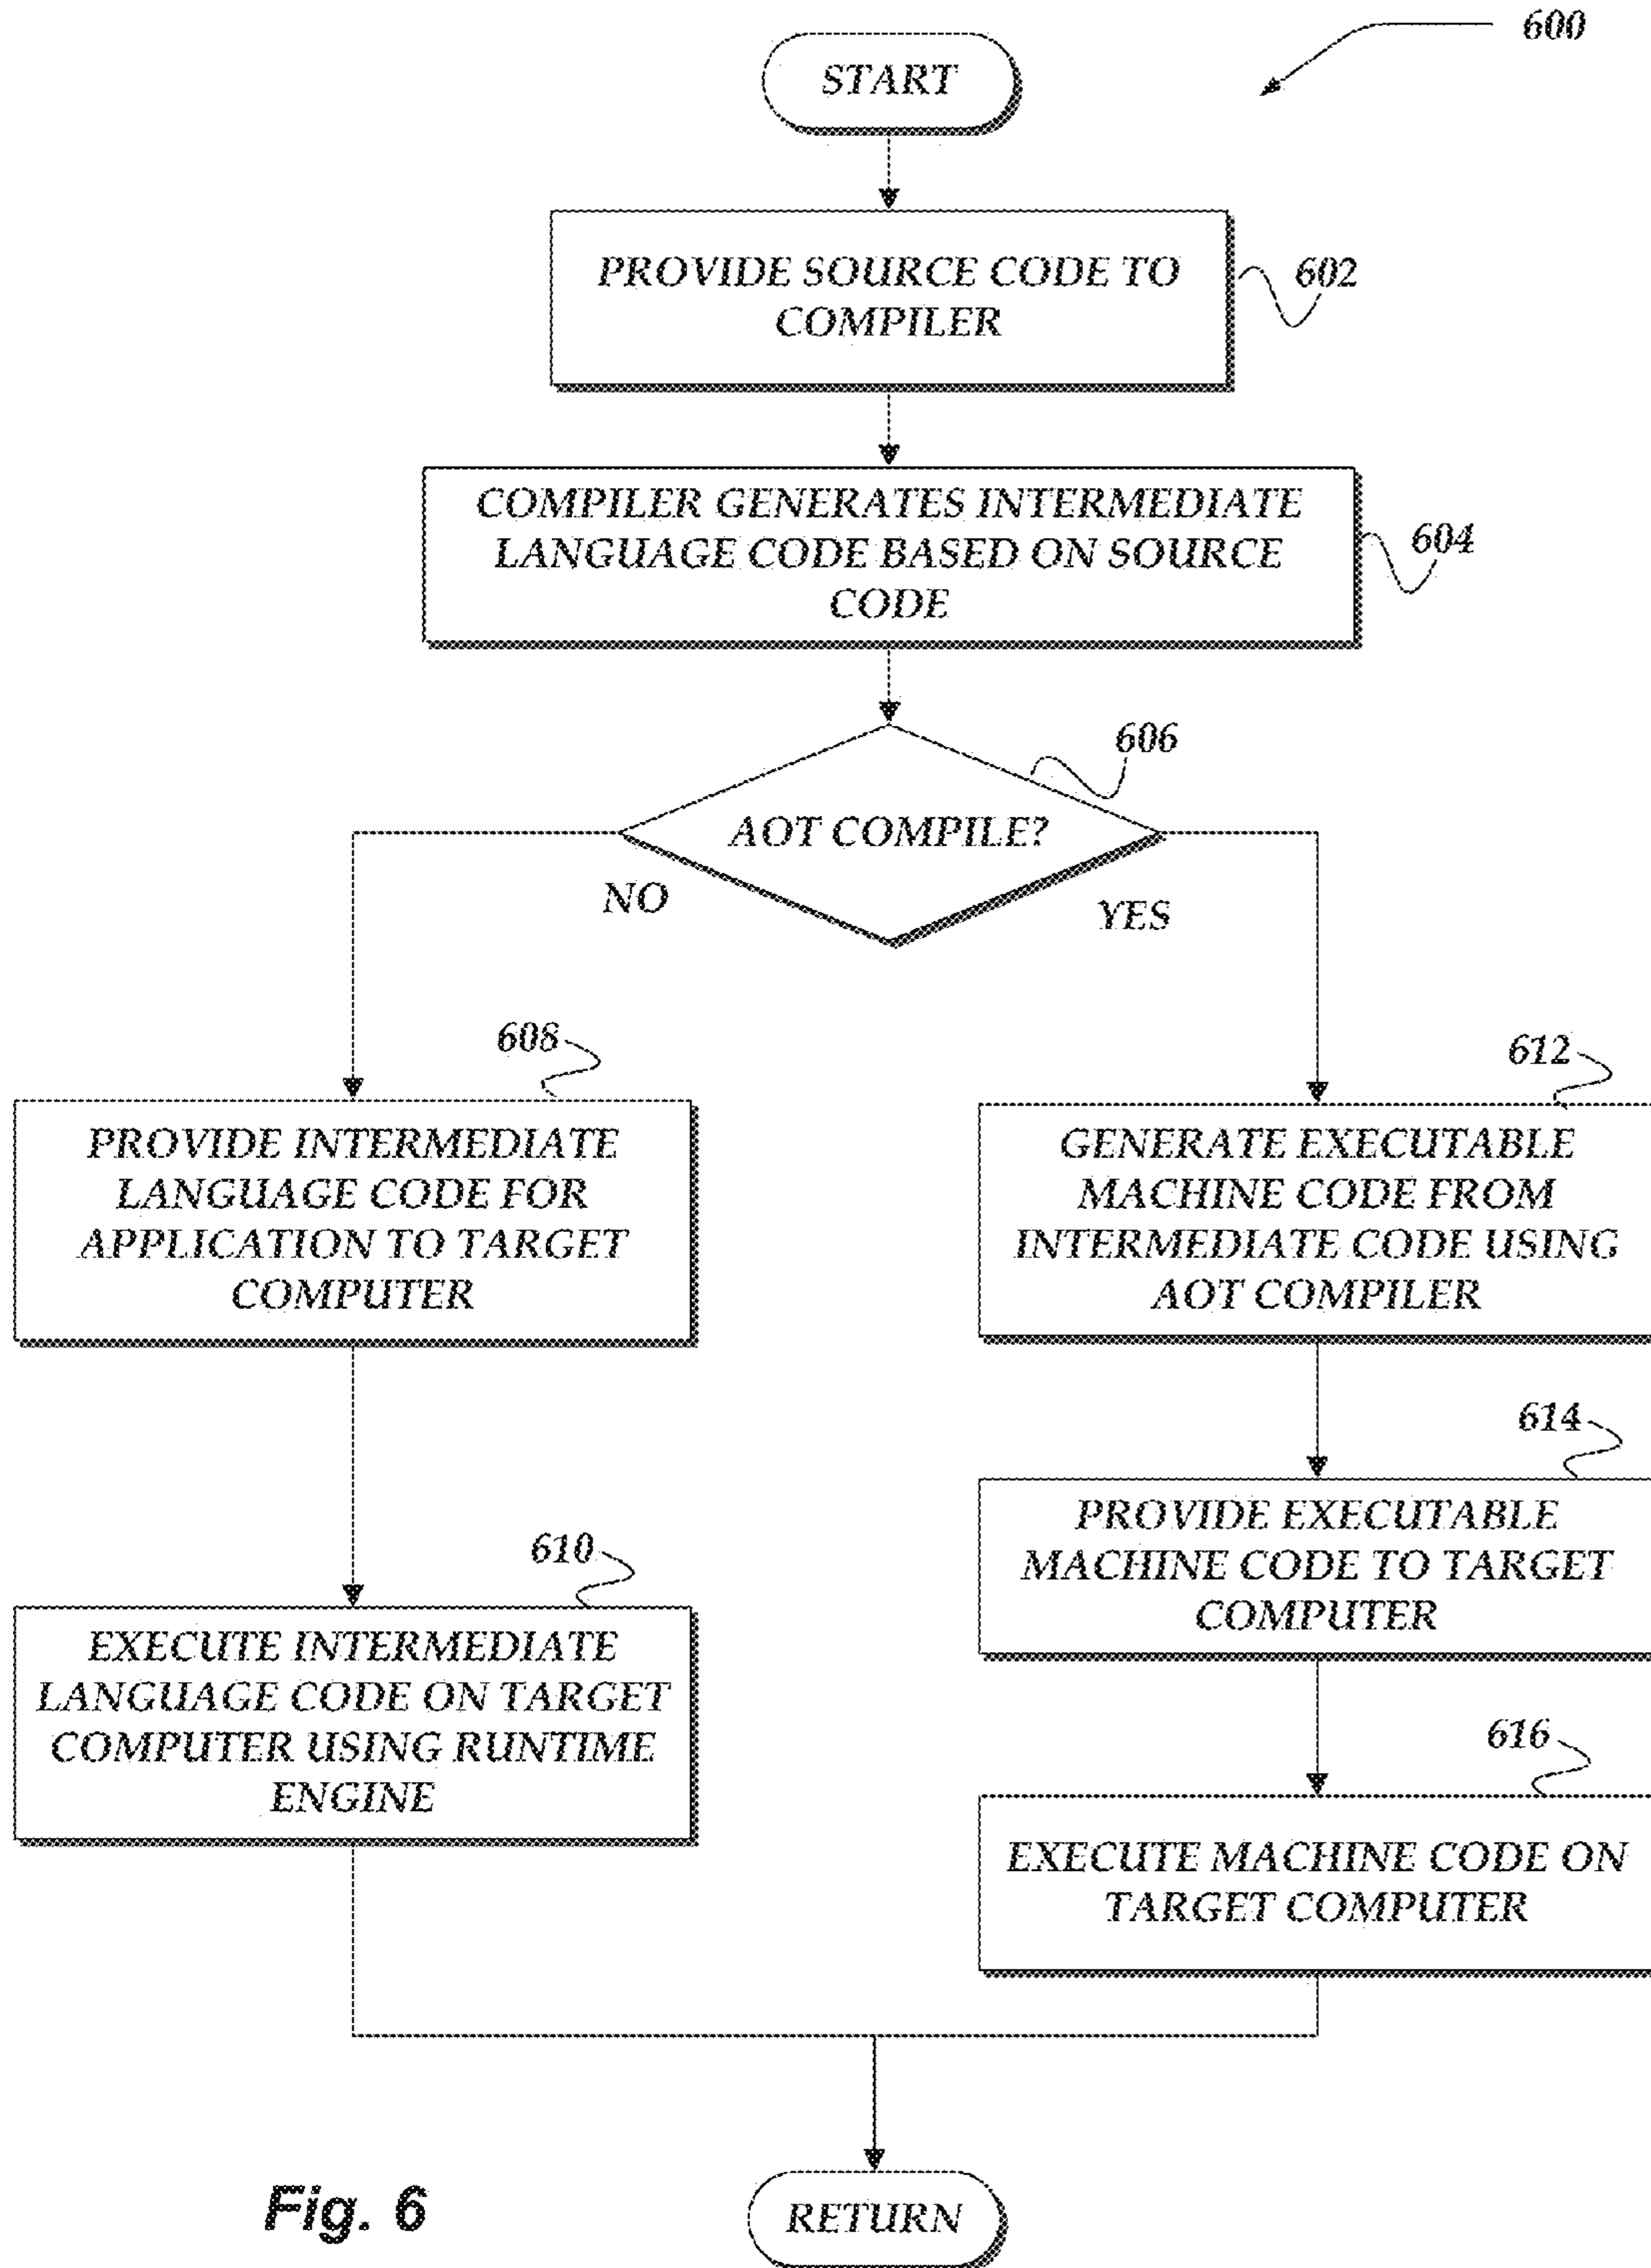 600
START
PROVIDE SOURCE CODE TO
COMPILER
602
COMPILER GENERATES INTERMEDIATE
LANGUAGE CODE BASED ON SOURCE
CODE
604
606
AOT COMPILE?
NO
YES
608
PROVIDE INTERMEDIATE
LANGUAGE CODE FOR
APPLICATION TO TARGET
COMPUTER
610
EXECUTE INTERMEDIATE
LANGUAGE CODE ON TARGET
COMPUTER USING RUNTIME
ENGINE
612
GENERATE EXECUTABLE
MACHINE CODE FROM
INTERMEDIATE CODE USING
AOT COMPILER
614
PROVIDE EXECUTABLE
MACHINE CODE TO TARGET
COMPUTER
616
EXECUTE MACHINE CODE ON
TARGET COMPUTER
RETURN
Fig. 6